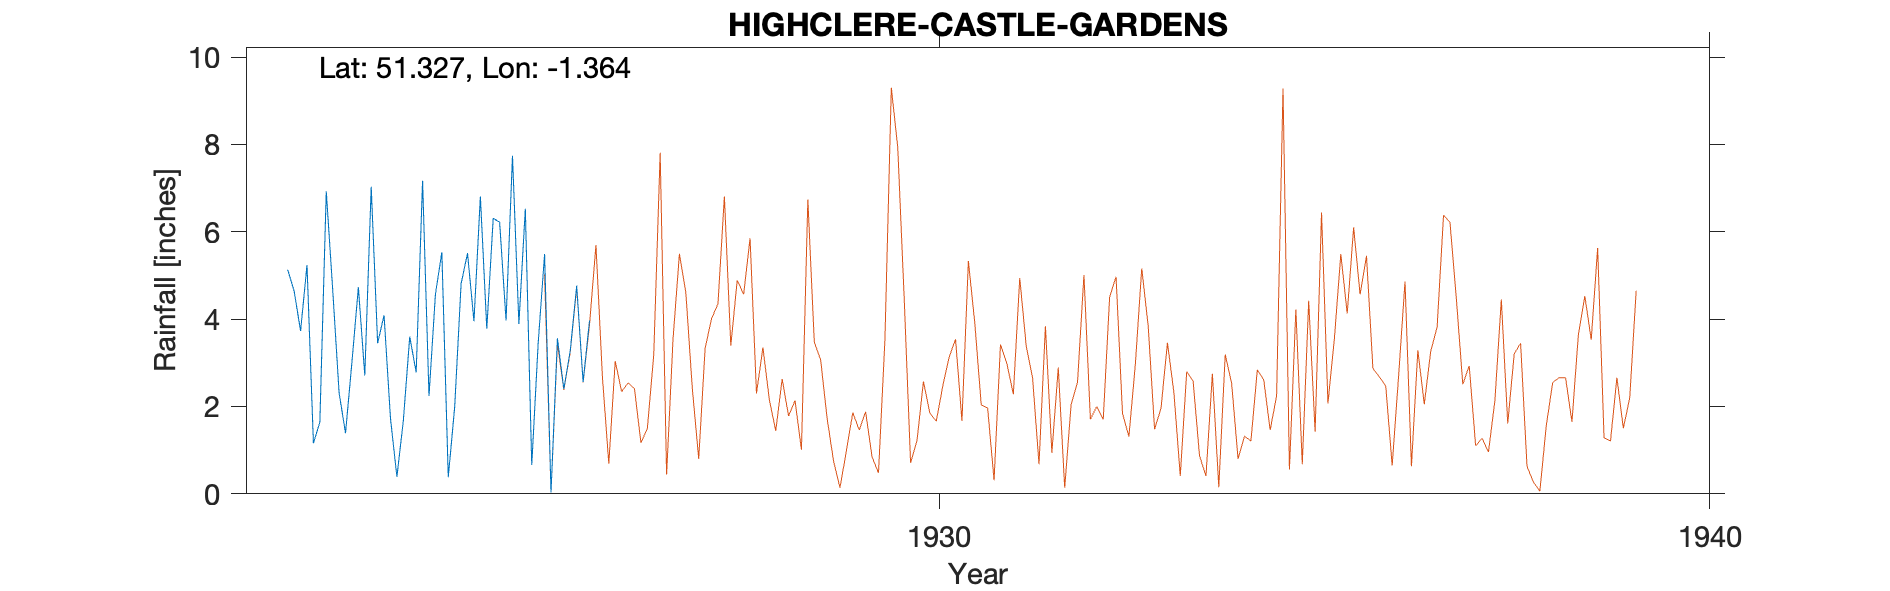 HIGHCLERE-CASTLE-GARDENS
Lat: 51.327, Lon: -1.364
10
8
6
4
2
0
Rainfall [inches]
1930
1940
Year